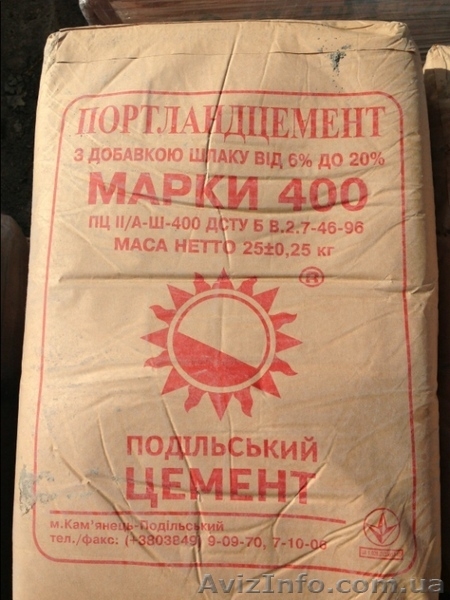 ПОРТЛАНДЦЕМЕНТ
З ДОБАВКОЮ ШЛАКУ ВІД 6% ДО 20%
МАРКИ 400
ПЦ ІІ/А-Ш-400 ДСТУ Б В.2.7-46-96
МАСА НЕТТО 25±0,25 кг
®
ПОДІЛЬСЬКИЙ
ЦЕМЕНТ
м.Кам'янець-Подільський
тел./факс: (+3803849) 9-09-70, 7-10-06
AvizInfo.com.ua